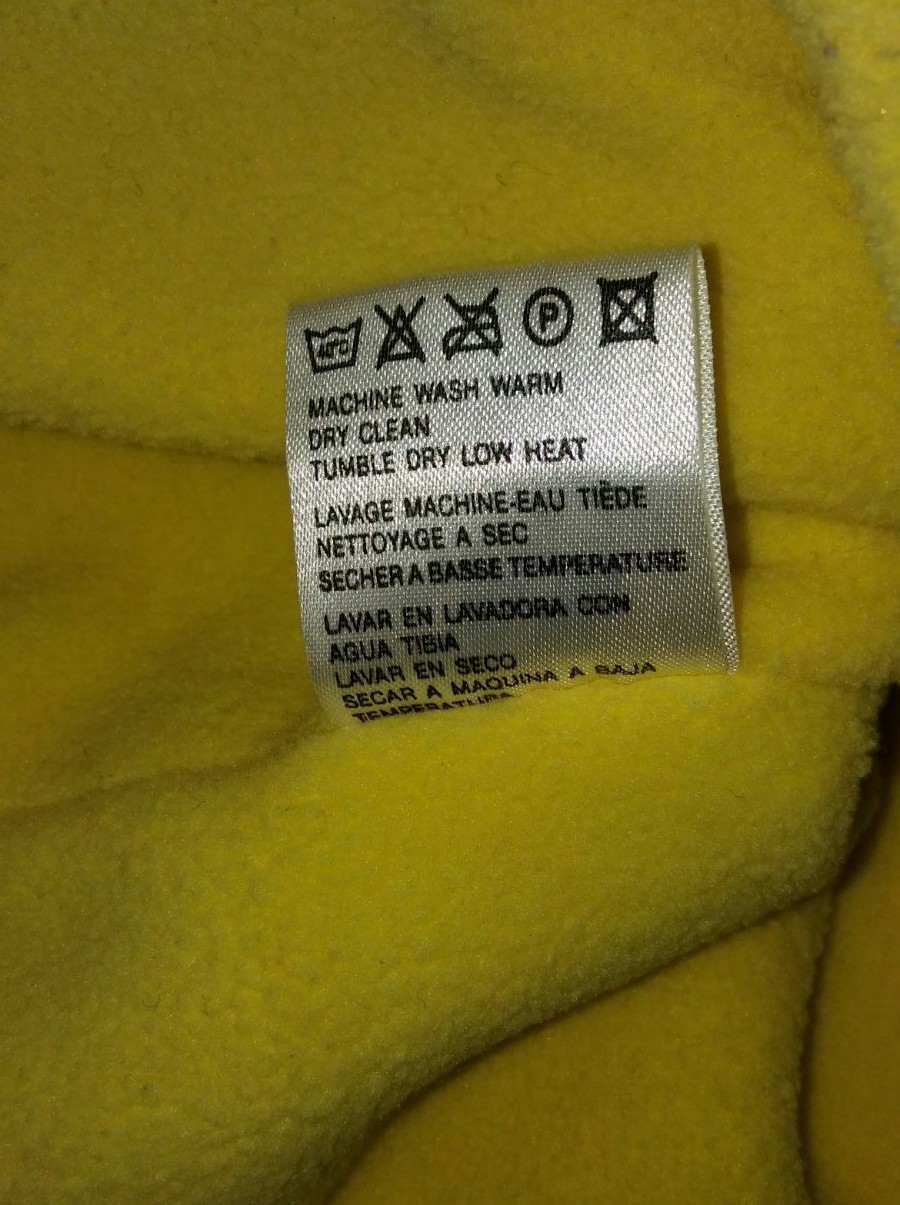 40°C
P
MACHINE WASH WARM
DRY CLEAN
TUMBLE DRY LOW HEAT
LAVAGE MACHINE-EAU TIÈDE
NETTOYAGE A SEC
SECHER A BASSE TEMPERATURE
LAVAR EN LAVADORA CON
AGUA TIBIA
LAVAR EN SECO
SECAR A MAQUINA A BAJA
TEMPERATURA